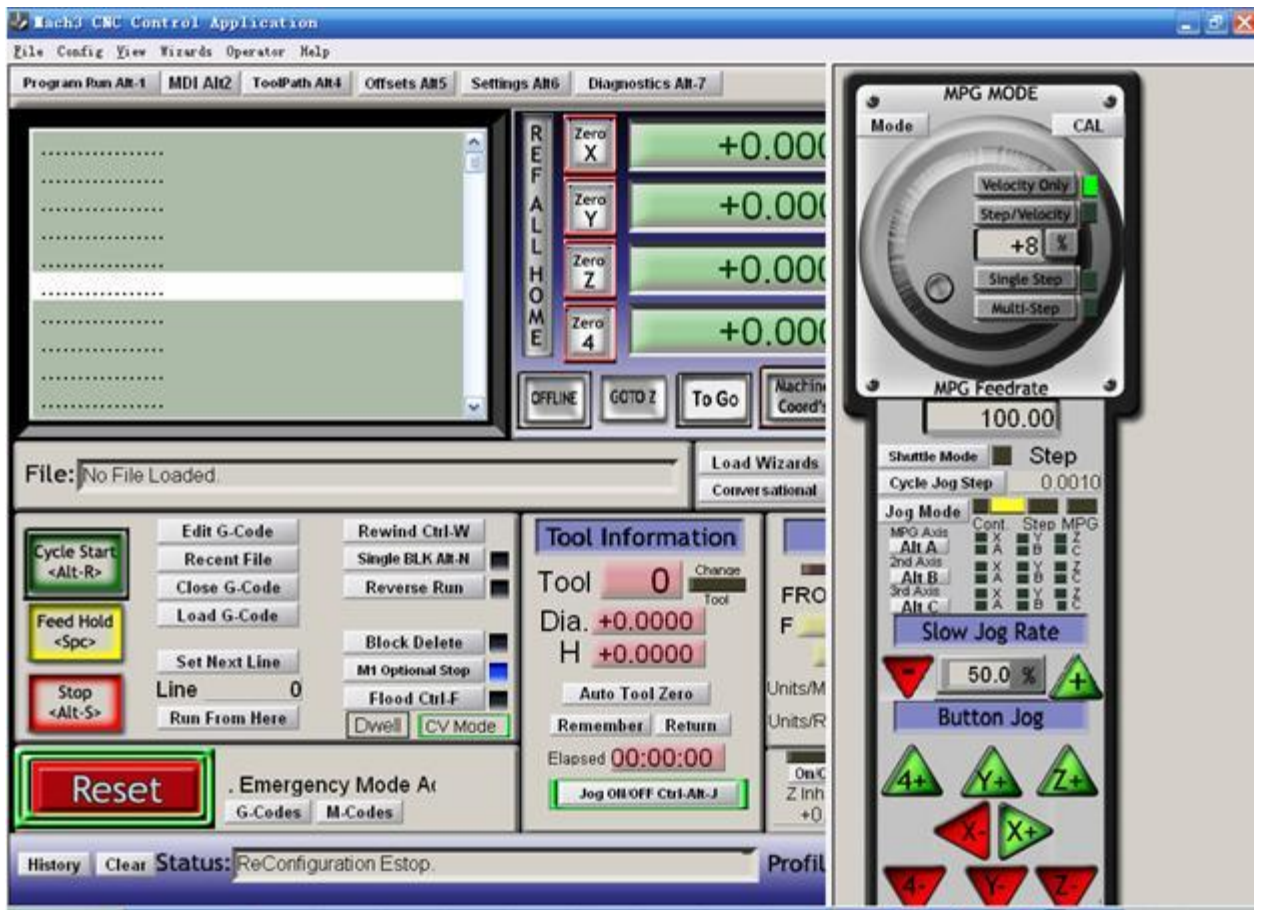 Mach3 CNC Control Application
File Config View Wizards Operator Help
Program Run Alt-1 MDI Alt2 ToolPath Alt4 Offsets Alt5 Settings Alt6 Diagnostics Alt-7
REF ALL HOME
Zero X +0.000
Zero Y +0.000
Zero Z +0.000
Zero 4 +0.000
OFFLINE GOTO Z To Go Machine Coord's
File: No File Loaded.
Load Wizards
Conversational
Cycle Start
<Alt-R>
Feed Hold
<Spc>
Stop
<Alt-S>
Edit G-Code
Recent File
Close G-Code
Load G-Code
Set Next Line
Line 0
Run From Here
Rewind Ctrl-W
Single BLK Alt-N
Reverse Run
Block Delete
M1 Optional Stop
Flood Ctrl-F
Dwell CV Mode
Reset
. Emergency Mode Ac
G-Codes M-Codes
Tool Information
Tool 0 Change
Tool
Dia. +0.0000
H +0.0000
Auto Tool Zero
Remember Return
Elapsed 00:00:00
Jog ON/OFF Ctrl-Alt-J
FRO
F
Units/M
Units/R
On/O
Z Inh
+0
History Clear Status: ReConfiguration Estop.
Profil
MPG MODE
Mode CAL
Velocity Only
Step/Velocity
+8 %
Single Step
Multi-Step
MPG Feedrate
100.00
Shuttle Mode Step
Cycle Jog Step 0.0010
Jog Mode
Cont. Step MPG
MPG Axis X Y Z
Alt A A B C
2nd Axis X Y Z
Alt B A B C
3rd Axis X Y Z
Alt C A B C
Slow Jog Rate
- 50.0 % +
Button Jog
4+ Y+ Z+
X- X+
4- Y- Z-